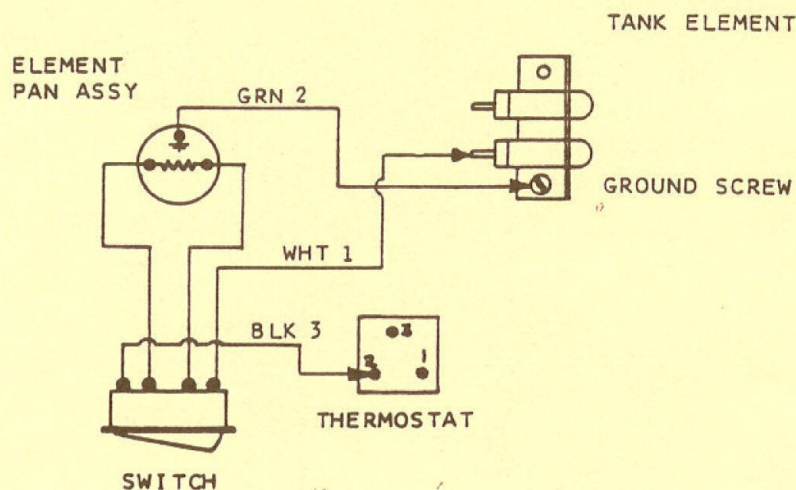 TANK ELEMENT
ELEMENT
PAN ASSY
GRN 2
GROUND SCREW
WHT 1
BLK 3
3
2 1
THERMOSTAT
SWITCH